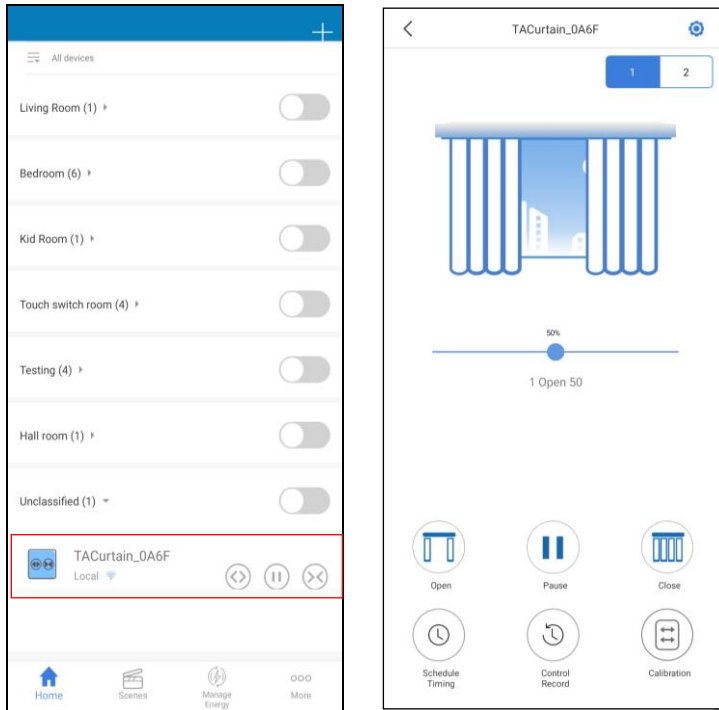 All devices
Living Room (1)
Bedroom (6)
Kid Room (1)
Touch switch room (4)
Testing (4)
Hall room (1)
Unclassified (1)
TACurtain_0A6F
Local
Home
Scenes
Manage
Energy
More
TACurtain_0A6F
1 2
50%
1 Open 50
Open
Pause
Close
Schedule
Timing
Control
Record
Calibration